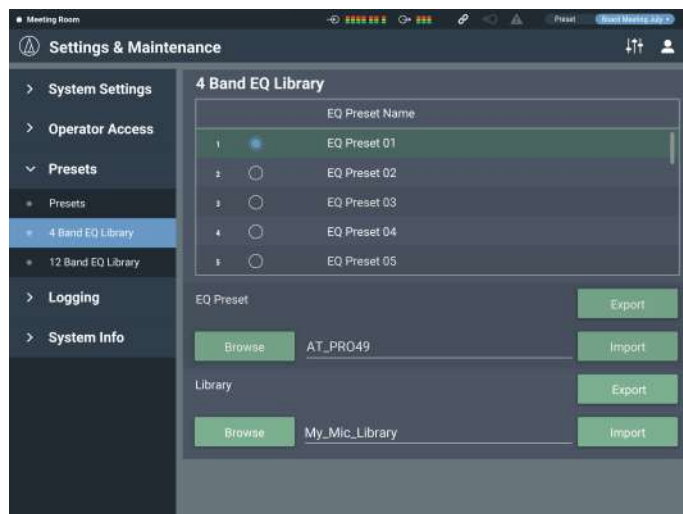 Meeting Room
Preset
Board Meeting July
Settings & Maintenance
System Settings
Operator Access
Presets
Presets
4 Band EQ Library
12 Band EQ Library
Logging
System Info
4 Band EQ Library
EQ Preset Name
1 EQ Preset 01
2 EQ Preset 02
3 EQ Preset 03
4 EQ Preset 04
5 EQ Preset 05
EQ Preset
Export
Browse AT_PRO49 Import
Library
Export
Browse My_Mic_Library Import